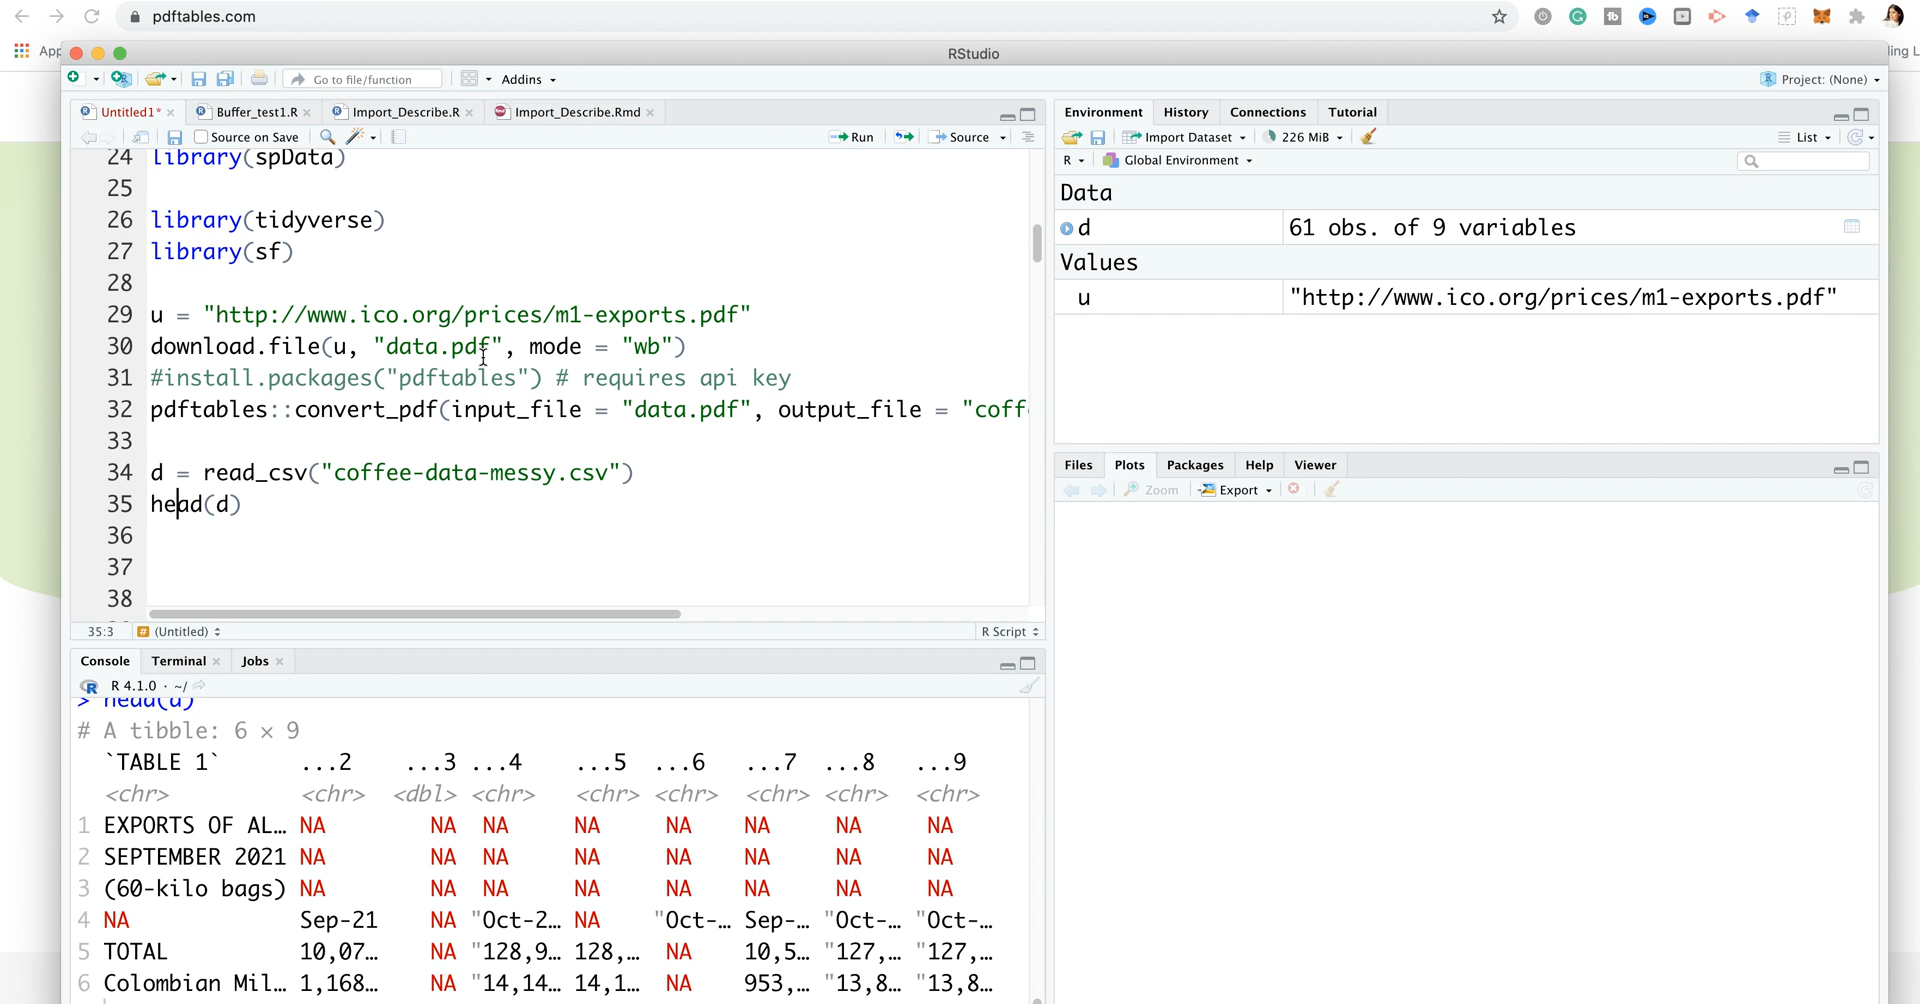 pdftables.com
App
ling L
RStudio
Go to file/function
Addins
Project: (None)
Untitled1*
Buffer_test1.R
Import_Describe.R
Import_Describe.Rmd
Source on Save
Run
Source
24 library(spData)
25
26 library(tidyverse)
27 library(sf)
28
29 u = "http://www.ico.org/prices/m1-exports.pdf"
30 download.file(u, "data.pdf", mode = "wb")
31 #install.packages("pdftables") # requires api key
32 pdftables::convert_pdf(input_file = "data.pdf", output_file = "coff
33
34 d = read_csv("coffee-data-messy.csv")
35 head(d)
36
37
38
35:3
(Untitled)
R Script
Console
Terminal
Jobs
R 4.1.0 · ~/
> head(d)
# A tibble: 6 × 9
`TABLE 1` ...2 ...3 ...4 ...5 ...6 ...7 ...8 ...9
<chr> <chr> <dbl> <chr> <chr> <chr> <chr> <chr> <chr>
1 EXPORTS OF AL… NA NA NA NA NA NA NA NA
2 SEPTEMBER 2021 NA NA NA NA NA NA NA NA
3 (60-kilo bags) NA NA NA NA NA NA NA NA
4 NA Sep-21 NA "Oct-2… NA "Oct-… Sep-… "Oct-… "Oct-…
5 TOTAL 10,07… NA "128,9… 128,… NA 10,5… "127,… "127,…
6 Colombian Mil… 1,168… NA "14,14… 14,1… NA 953,… "13,8… "13,8…
Environment
History
Connections
Tutorial
Import Dataset
226 MiB
List
R
Global Environment
Data
d 61 obs. of 9 variables
Values
u "http://www.ico.org/prices/m1-exports.pdf"
Files
Plots
Packages
Help
Viewer
Zoom
Export